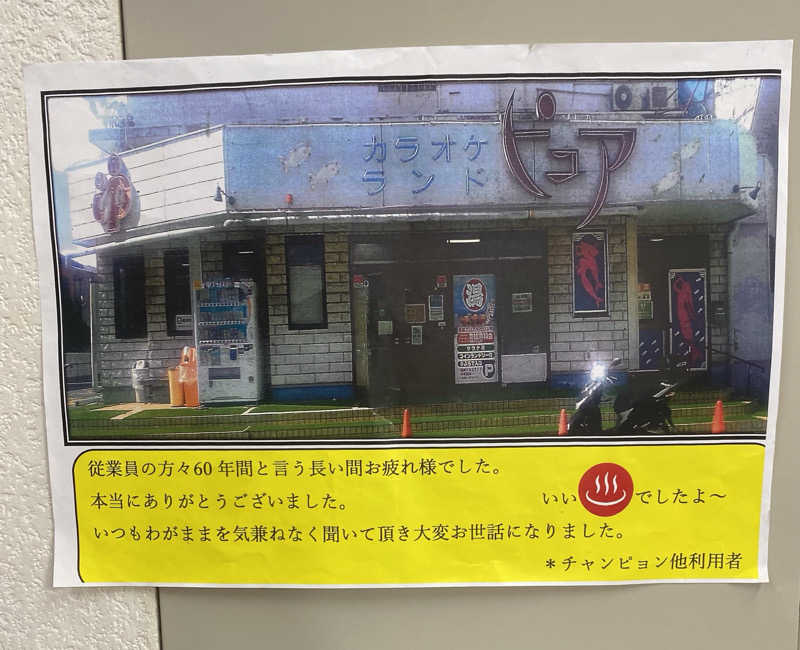 カラオケ
ランド
ピュア
湯
従業員の方々60年間と言う長い間お疲れ様でした。
本当にありがとうございました。
いい♨でしたよ～
いつもわがままを気兼ねなく聞いて頂き大変お世話になりました。
＊チャンピョン他利用者